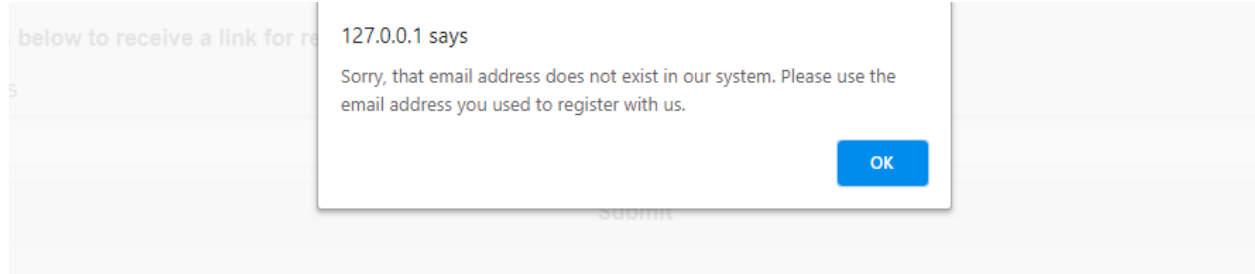 below to receive a link for re
127.0.0.1 says
Sorry, that email address does not exist in our system. Please use the
email address you used to register with us.
s
OK
Submit